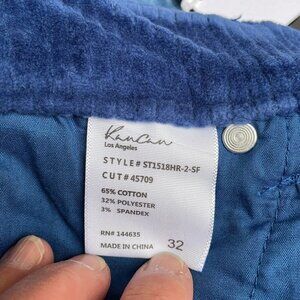 KanCan
Los Angeles
STYLE# ST1518HR-2-SF
CUT# 45709
65% COTTON
32% POLYESTER
3% SPANDEX
RN# 144635
MADE IN CHINA
32